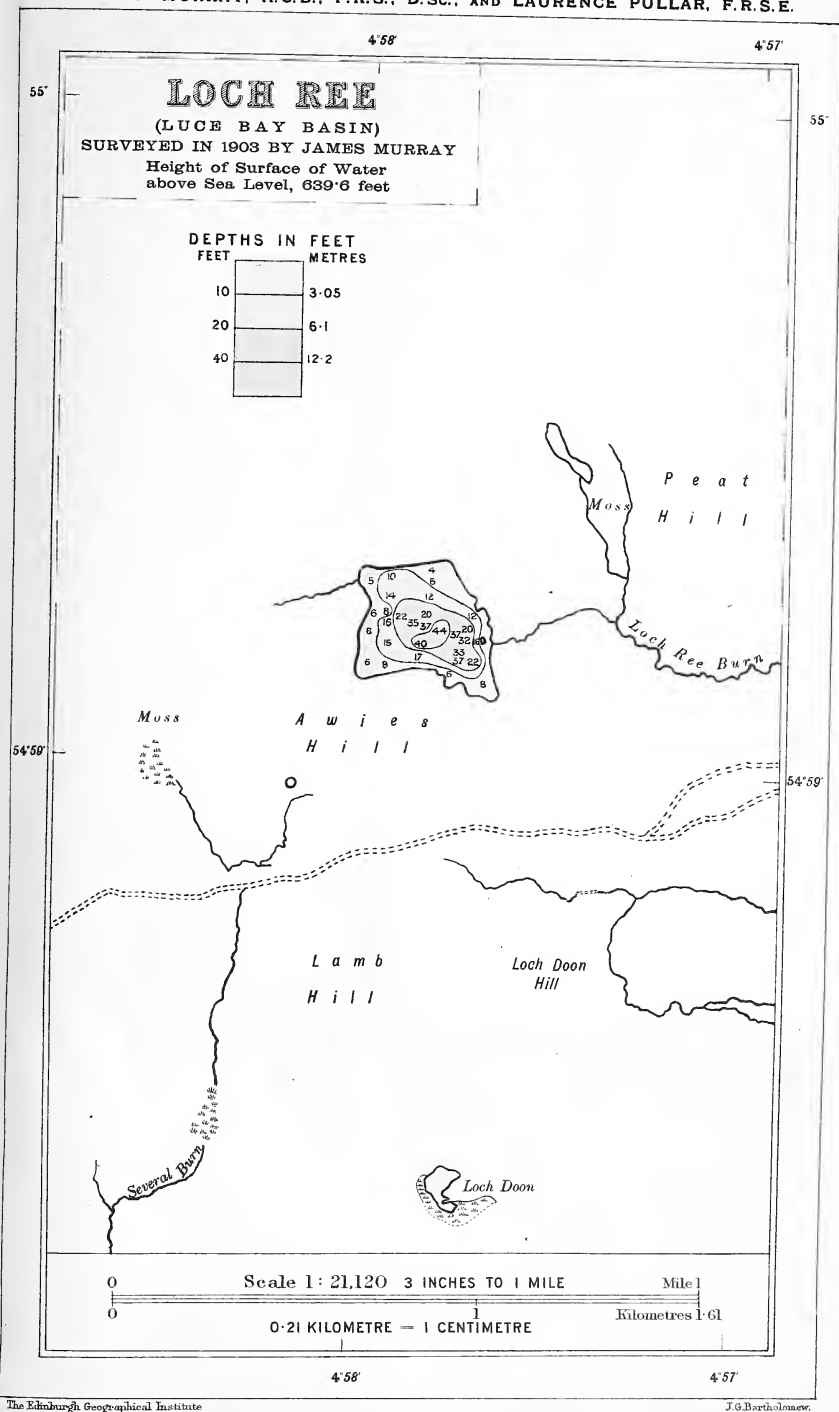 AND LAURENCE PULLAR, F.R.S.E.
4°58' 4°57'
55°
55°
LOCH REE
(LUCE BAY BASIN)
SURVEYED IN 1903 BY JAMES MURRAY
Height of Surface of Water
above Sea Level, 639·6 feet
DEPTHS IN FEET
FEET METRES
10 3·05
20 6·1
40 12·2
Peat
Hill
Moss
4
5 10 6
14 12
6 8 20 12
16 22 35 37 44 37 20
6 32
15 40 33
6 8 17 37 22
6 8
Loch Ree Burn
Moss
Awies
Hill
54°59'
54°59'
Lamb
Hill
Loch Doon
Hill
Several Burn
Loch Doon
0 Scale 1 : 21,120 3 INCHES TO 1 MILE Mile 1
0 1 Kilometres 1·61
0·21 KILOMETRE = 1 CENTIMETRE
4°58' 4°57'
The Edinburgh Geographical Institute J.G.Bartholomew.